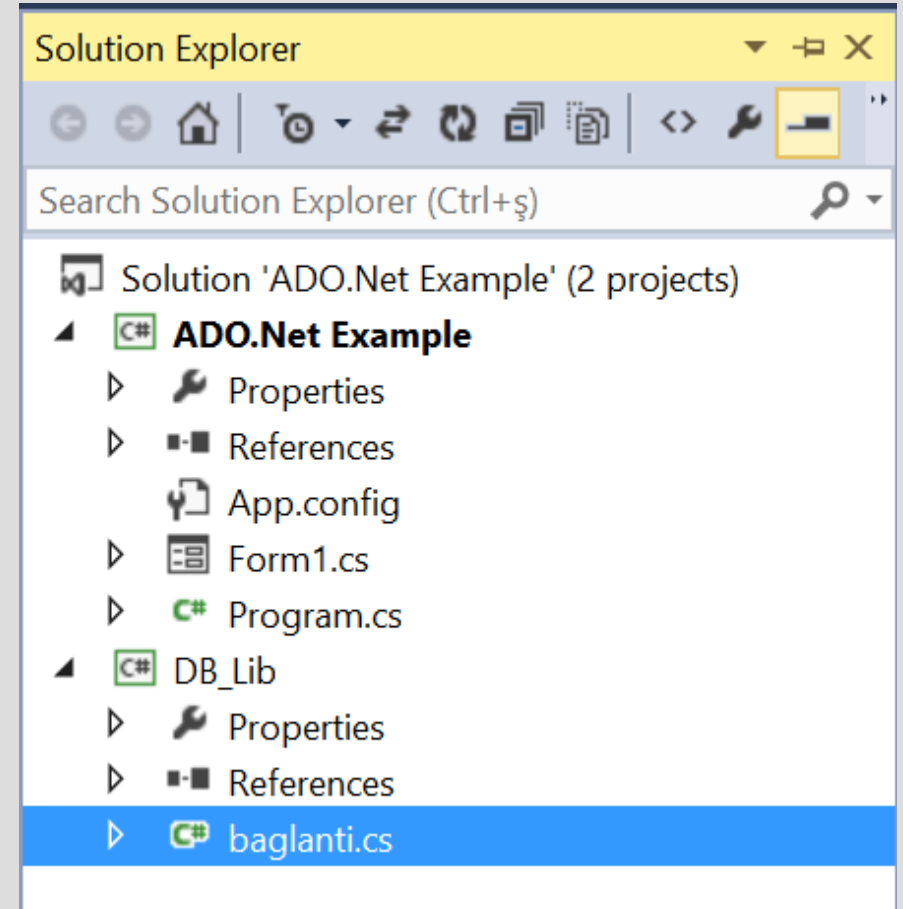 Solution Explorer
Search Solution Explorer (Ctrl+ş)
Solution 'ADO.Net Example' (2 projects)
C# ADO.Net Example
Properties
References
App.config
Form1.cs
C# Program.cs
C# DB_Lib
Properties
References
C# baglanti.cs